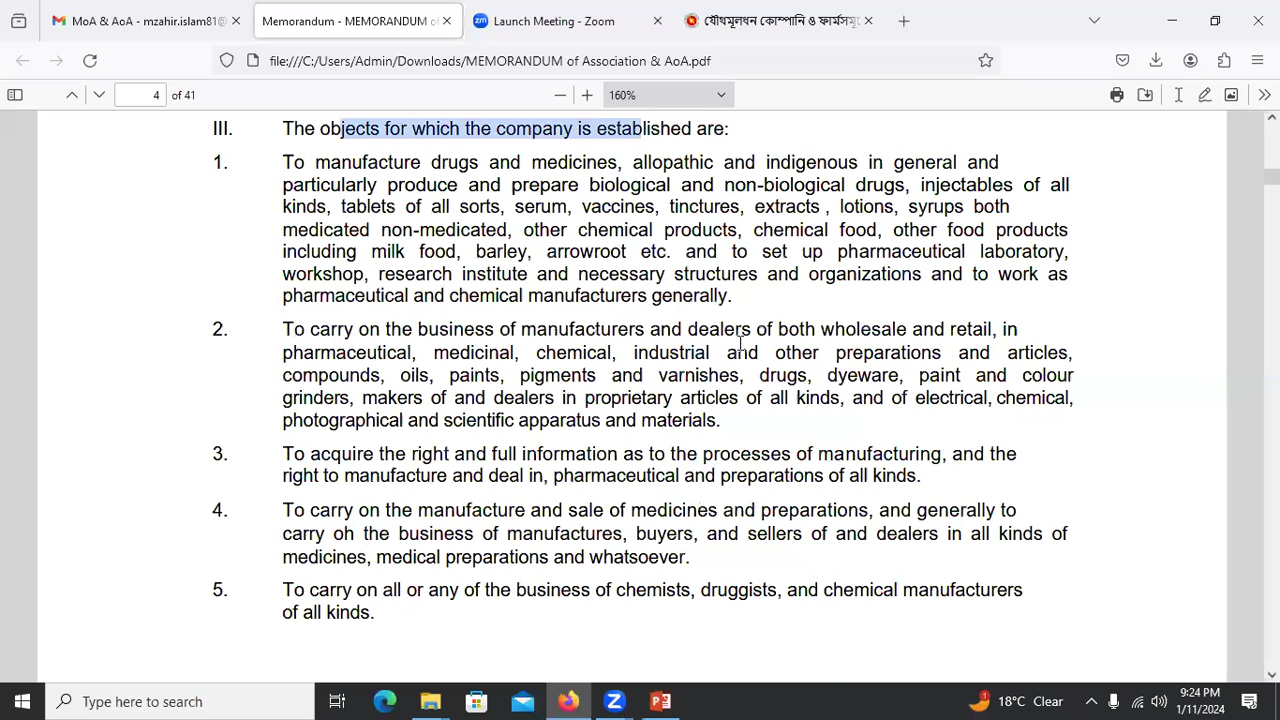 MoA & AoA - mzahir.islam81@
Memorandum - MEMORANDUM of
Launch Meeting - Zoom
যৌথমূলধন কোম্পানি ও ফার্মসমূ
file:///C:/Users/Admin/Downloads/MEMORANDUM of Association & AoA.pdf
4 of 41
160%
III. The objects for which the company is established are:
1. To manufacture drugs and medicines, allopathic and indigenous in general and
particularly produce and prepare biological and non-biological drugs, injectables of all
kinds, tablets of all sorts, serum, vaccines, tinctures, extracts , lotions, syrups both
medicated non-medicated, other chemical products, chemical food, other food products
including milk food, barley, arrowroot etc. and to set up pharmaceutical laboratory,
workshop, research institute and necessary structures and organizations and to work as
pharmaceutical and chemical manufacturers generally.
2. To carry on the business of manufacturers and dealers of both wholesale and retail, in
pharmaceutical, medicinal, chemical, industrial and other preparations and articles,
compounds, oils, paints, pigments and varnishes, drugs, dyeware, paint and colour
grinders, makers of and dealers in proprietary articles of all kinds, and of electrical, chemical,
photographical and scientific apparatus and materials.
3. To acquire the right and full information as to the processes of manufacturing, and the
right to manufacture and deal in, pharmaceutical and preparations of all kinds.
4. To carry on the manufacture and sale of medicines and preparations, and generally to
carry oh the business of manufactures, buyers, and sellers of and dealers in all kinds of
medicines, medical preparations and whatsoever.
5. To carry on all or any of the business of chemists, druggists, and chemical manufacturers
of all kinds.
Type here to search
1
18°C Clear
9:24 PM
1/11/2024